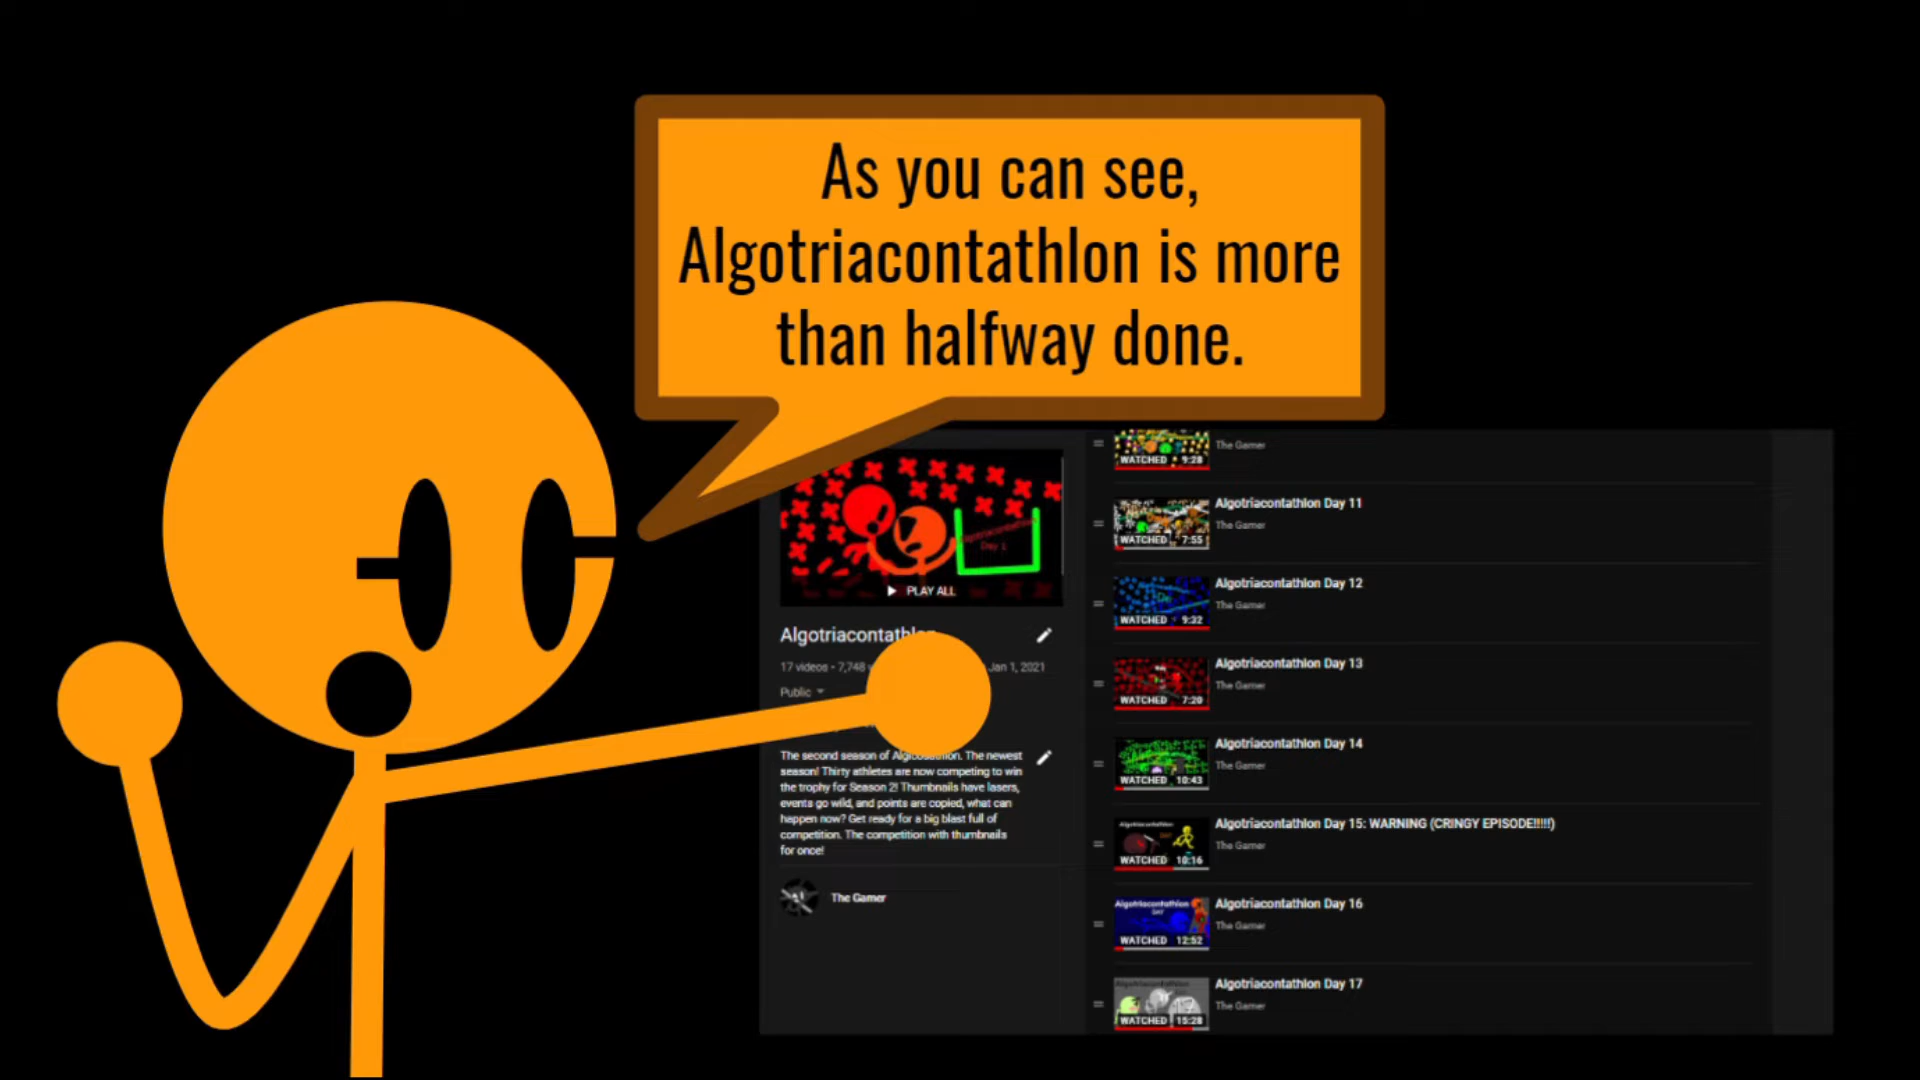 As you can see,
Algotriacontathlon is more
than halfway done.
PLAY ALL
Algotriacontathlon
17 videos • 7,748
Jan 1, 2021
Public
The second season of Algicosathlon. The newest
season! Thirty athletes are now competing to win
the trophy for Season 2! Thumbnails have lasers,
events go wild, and points are copied, what can
happen now? Get ready for a big blast full of
competition. The competition with thumbnails
for once!
The Gamer
The Gamer
WATCHED 9:28
Algotriacontathlon Day 11
The Gamer
WATCHED 7:55
Algotriacontathlon Day 12
The Gamer
WATCHED 9:32
Algotriacontathlon Day 13
The Gamer
WATCHED 7:20
Algotriacontathlon Day 14
The Gamer
WATCHED 10:43
Algotriacontathlon Day 15: WARNING (CRINGY EPISODE!!!!!)
The Gamer
WATCHED 10:16
Algotriacontathlon Day 16
The Gamer
Algotriacontathlon
DAY
WATCHED 12:52
Algotriacontathlon Day 17
The Gamer
WATCHED 15:28